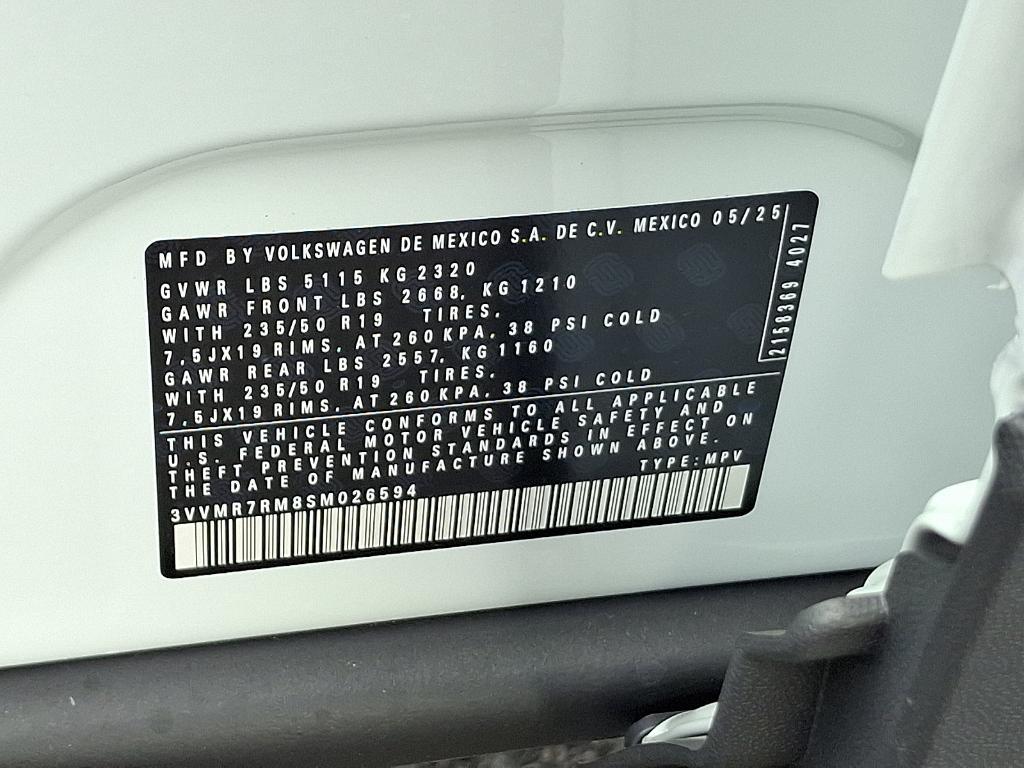 MFD BY VOLKSWAGEN DE MEXICO S.A. DE C.V. MEXICO 05/25
GVWR LBS 5115 KG 2320
GAWR FRONT LBS 2668, KG 1210
WITH 235/50 R19 TIRES,
7,5JX19 RIMS, AT 260 KPA, 38 PSI COLD
GAWR REAR LBS 2557, KG 1160
WITH 235/50 R19 TIRES,
7,5JX19 RIMS, AT 260 KPA, 38 PSI COLD
2158369 4027
THIS VEHICLE CONFORMS TO ALL APPLICABLE
U.S. FEDERAL MOTOR VEHICLE SAFETY AND
THEFT PREVENTION STANDARDS IN EFFECT ON
THE DATE OF MANUFACTURE SHOWN ABOVE.
3VVMR7RM8SM026594 TYPE:MPV